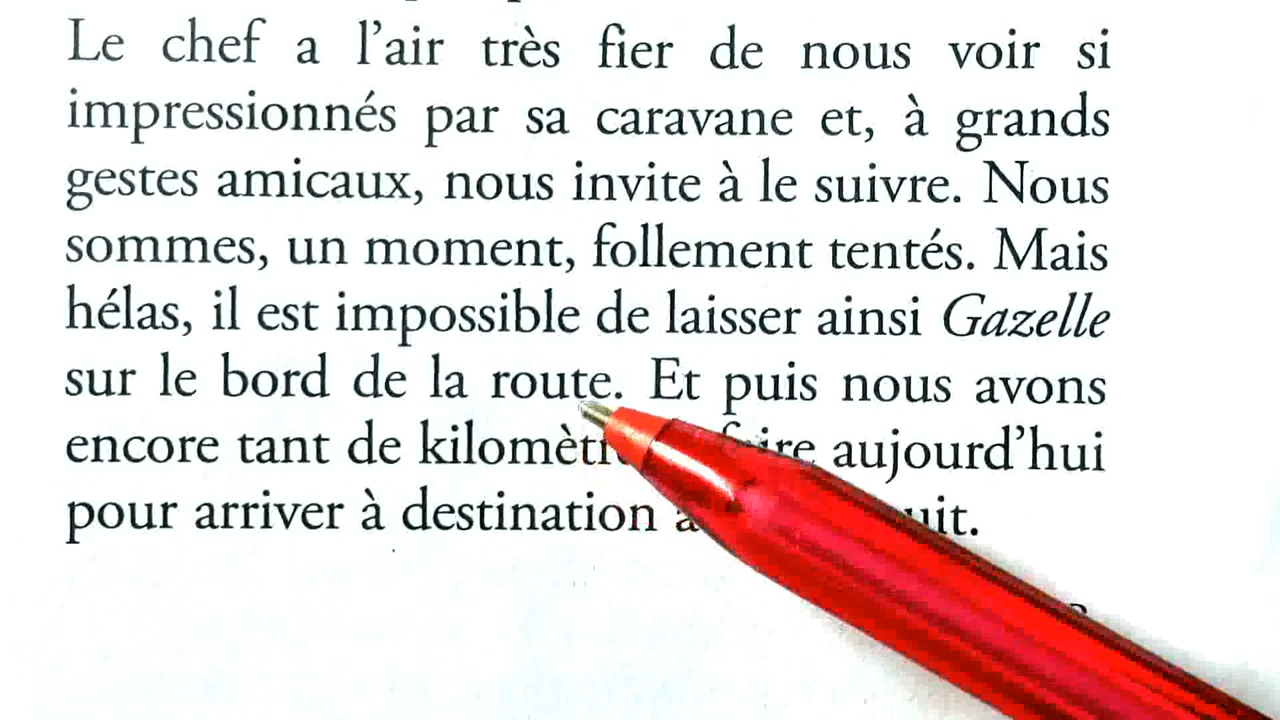 Le chef a l'air très fier de nous voir si
impressionnés par sa caravane et, à grands
gestes amicaux, nous invite à le suivre. Nous
sommes, un moment, follement tentés. Mais
hélas, il est impossible de laisser ainsi Gazelle
sur le bord de la route. Et puis nous avons
encore tant de aujourd'hui
pour arriver à destination